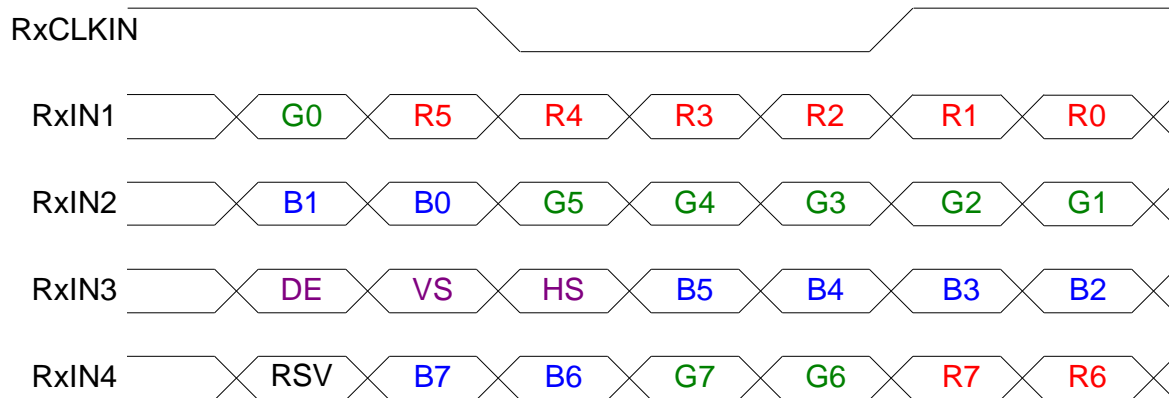 RxCLKIN
RxIN1 G0 R5 R4 R3 R2 R1 R0
RxIN2 B1 B0 G5 G4 G3 G2 G1
RxIN3 DE VS HS B5 B4 B3 B2
RxIN4 RSV B7 B6 G7 G6 R7 R6